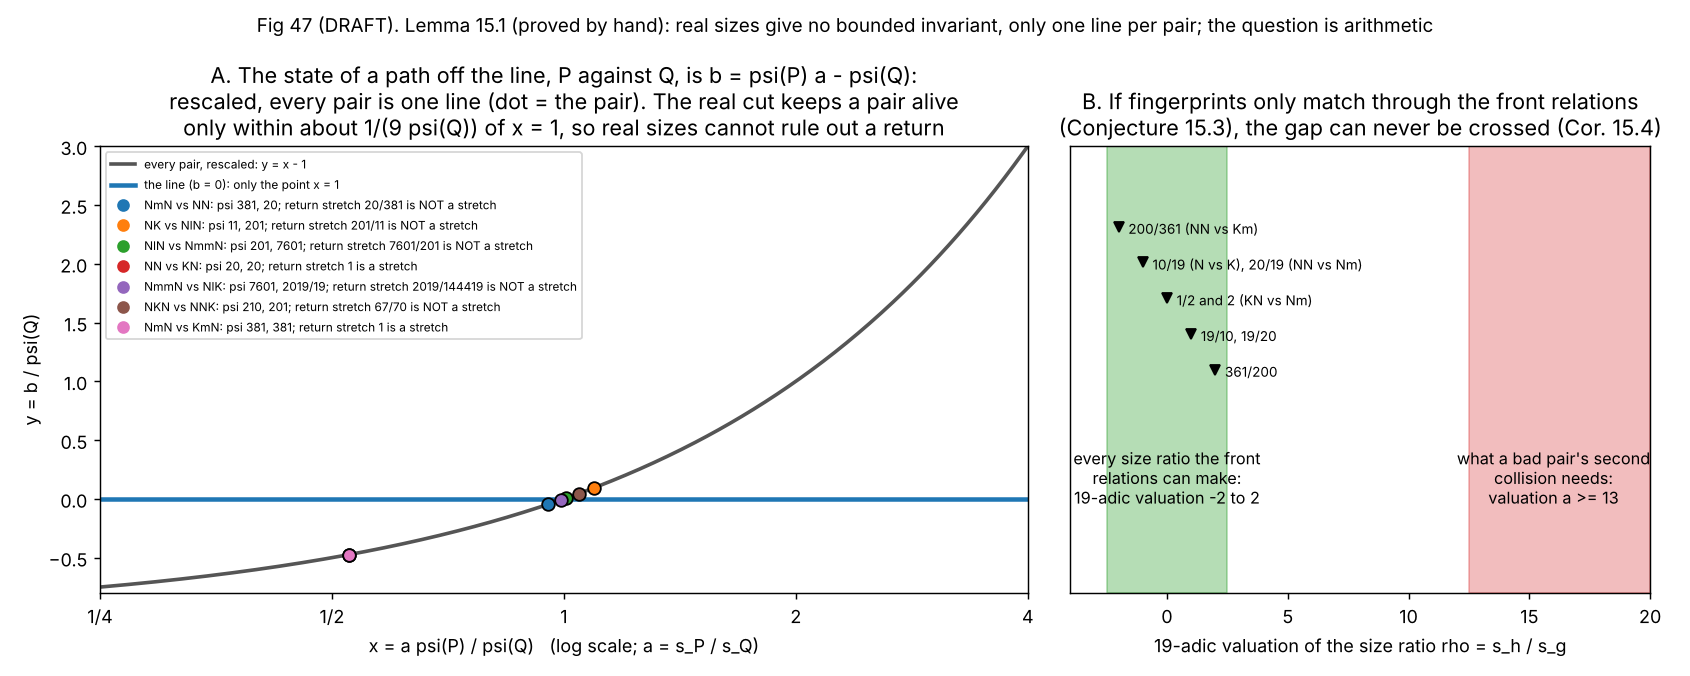 Fig 47 (DRAFT). Lemma 15.1 (proved by hand): real sizes give no bounded invariant, only one line per pair; the question is arithmetic
A. The state of a path off the line, P against Q, is b = psi(P) a - psi(Q):
rescaled, every pair is one line (dot = the pair). The real cut keeps a pair alive
only within about 1/(9 psi(Q)) of x = 1, so real sizes cannot rule out a return
3.0
2.5
2.0
1.5
1.0
0.5
0.0
−0.5
y = b / psi(Q)
every pair, rescaled: y = x - 1
the line (b = 0): only the point x = 1
NmN vs NN: psi 381, 20; return stretch 20/381 is NOT a stretch
NK vs NIN: psi 11, 201; return stretch 201/11 is NOT a stretch
NIN vs NmmN: psi 201, 7601; return stretch 7601/201 is NOT a stretch
NN vs KN: psi 20, 20; return stretch 1 is a stretch
NmmN vs NIK: psi 7601, 2019/19; return stretch 2019/144419 is NOT a stretch
NKN vs NNK: psi 210, 201; return stretch 67/70 is NOT a stretch
NmN vs KmN: psi 381, 381; return stretch 1 is a stretch
1/4
1/2
1
2
4
x = a psi(P) / psi(Q) (log scale; a = s_P / s_Q)
B. If fingerprints only match through the front relations
(Conjecture 15.3), the gap can never be crossed (Cor. 15.4)
200/361 (NN vs Km)
10/19 (N vs K), 20/19 (NN vs Nm)
1/2 and 2 (KN vs Nm)
19/10, 19/20
361/200
every size ratio the front
relations can make:
19-adic valuation -2 to 2
what a bad pair's second
collision needs:
valuation a >= 13
0
5
10
15
20
19-adic valuation of the size ratio rho = s_h / s_g